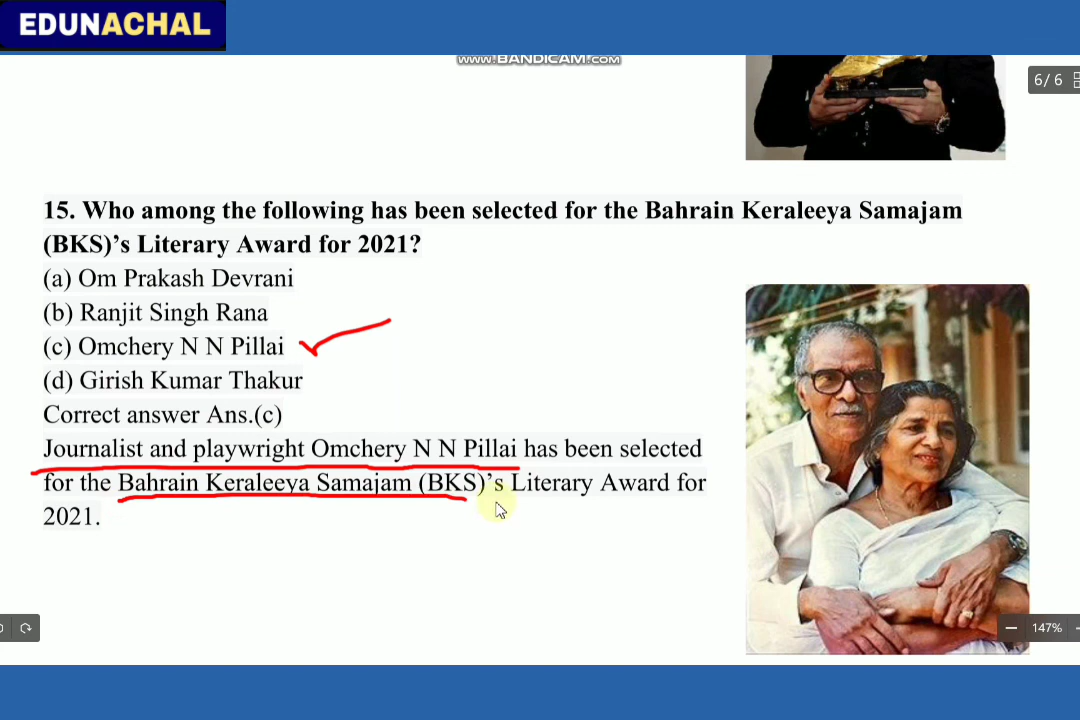 EDUNACHAL
www.BANDICAM.com
6/6
15. Who among the following has been selected for the Bahrain Keraleeya Samajam
(BKS)’s Literary Award for 2021?
(a) Om Prakash Devrani
(b) Ranjit Singh Rana
(c) Omchery N N Pillai
(d) Girish Kumar Thakur
Correct answer Ans.(c)
Journalist and playwright Omchery N N Pillai has been selected
for the Bahrain Keraleeya Samajam (BKS)’s Literary Award for
2021.
147%